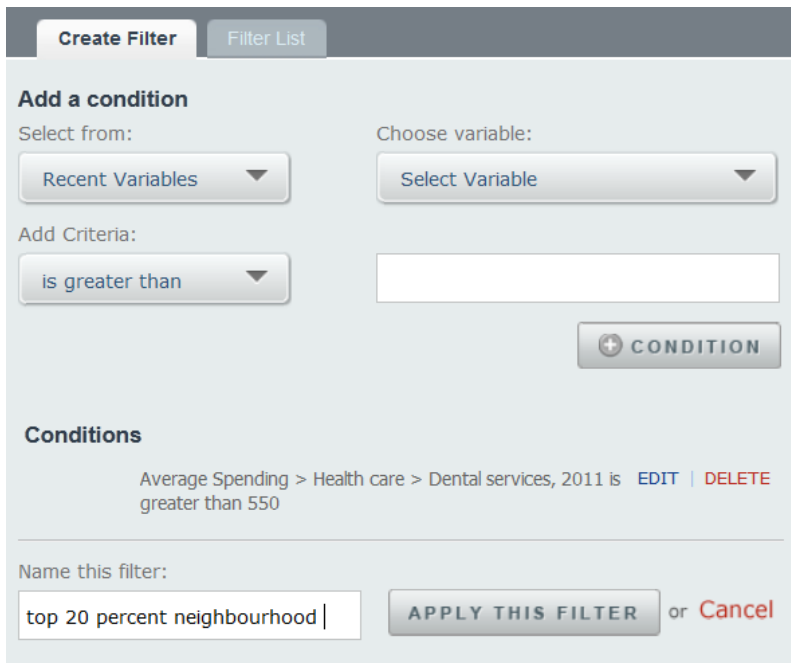 Create Filter Filter List
Add a condition
Select from: Choose variable:
Recent Variables Select Variable
Add Criteria:
is greater than
CONDITION
Conditions
Average Spending > Health care > Dental services, 2011 is EDIT | DELETE
greater than 550
Name this filter:
top 20 percent neighbourhood APPLY THIS FILTER or Cancel